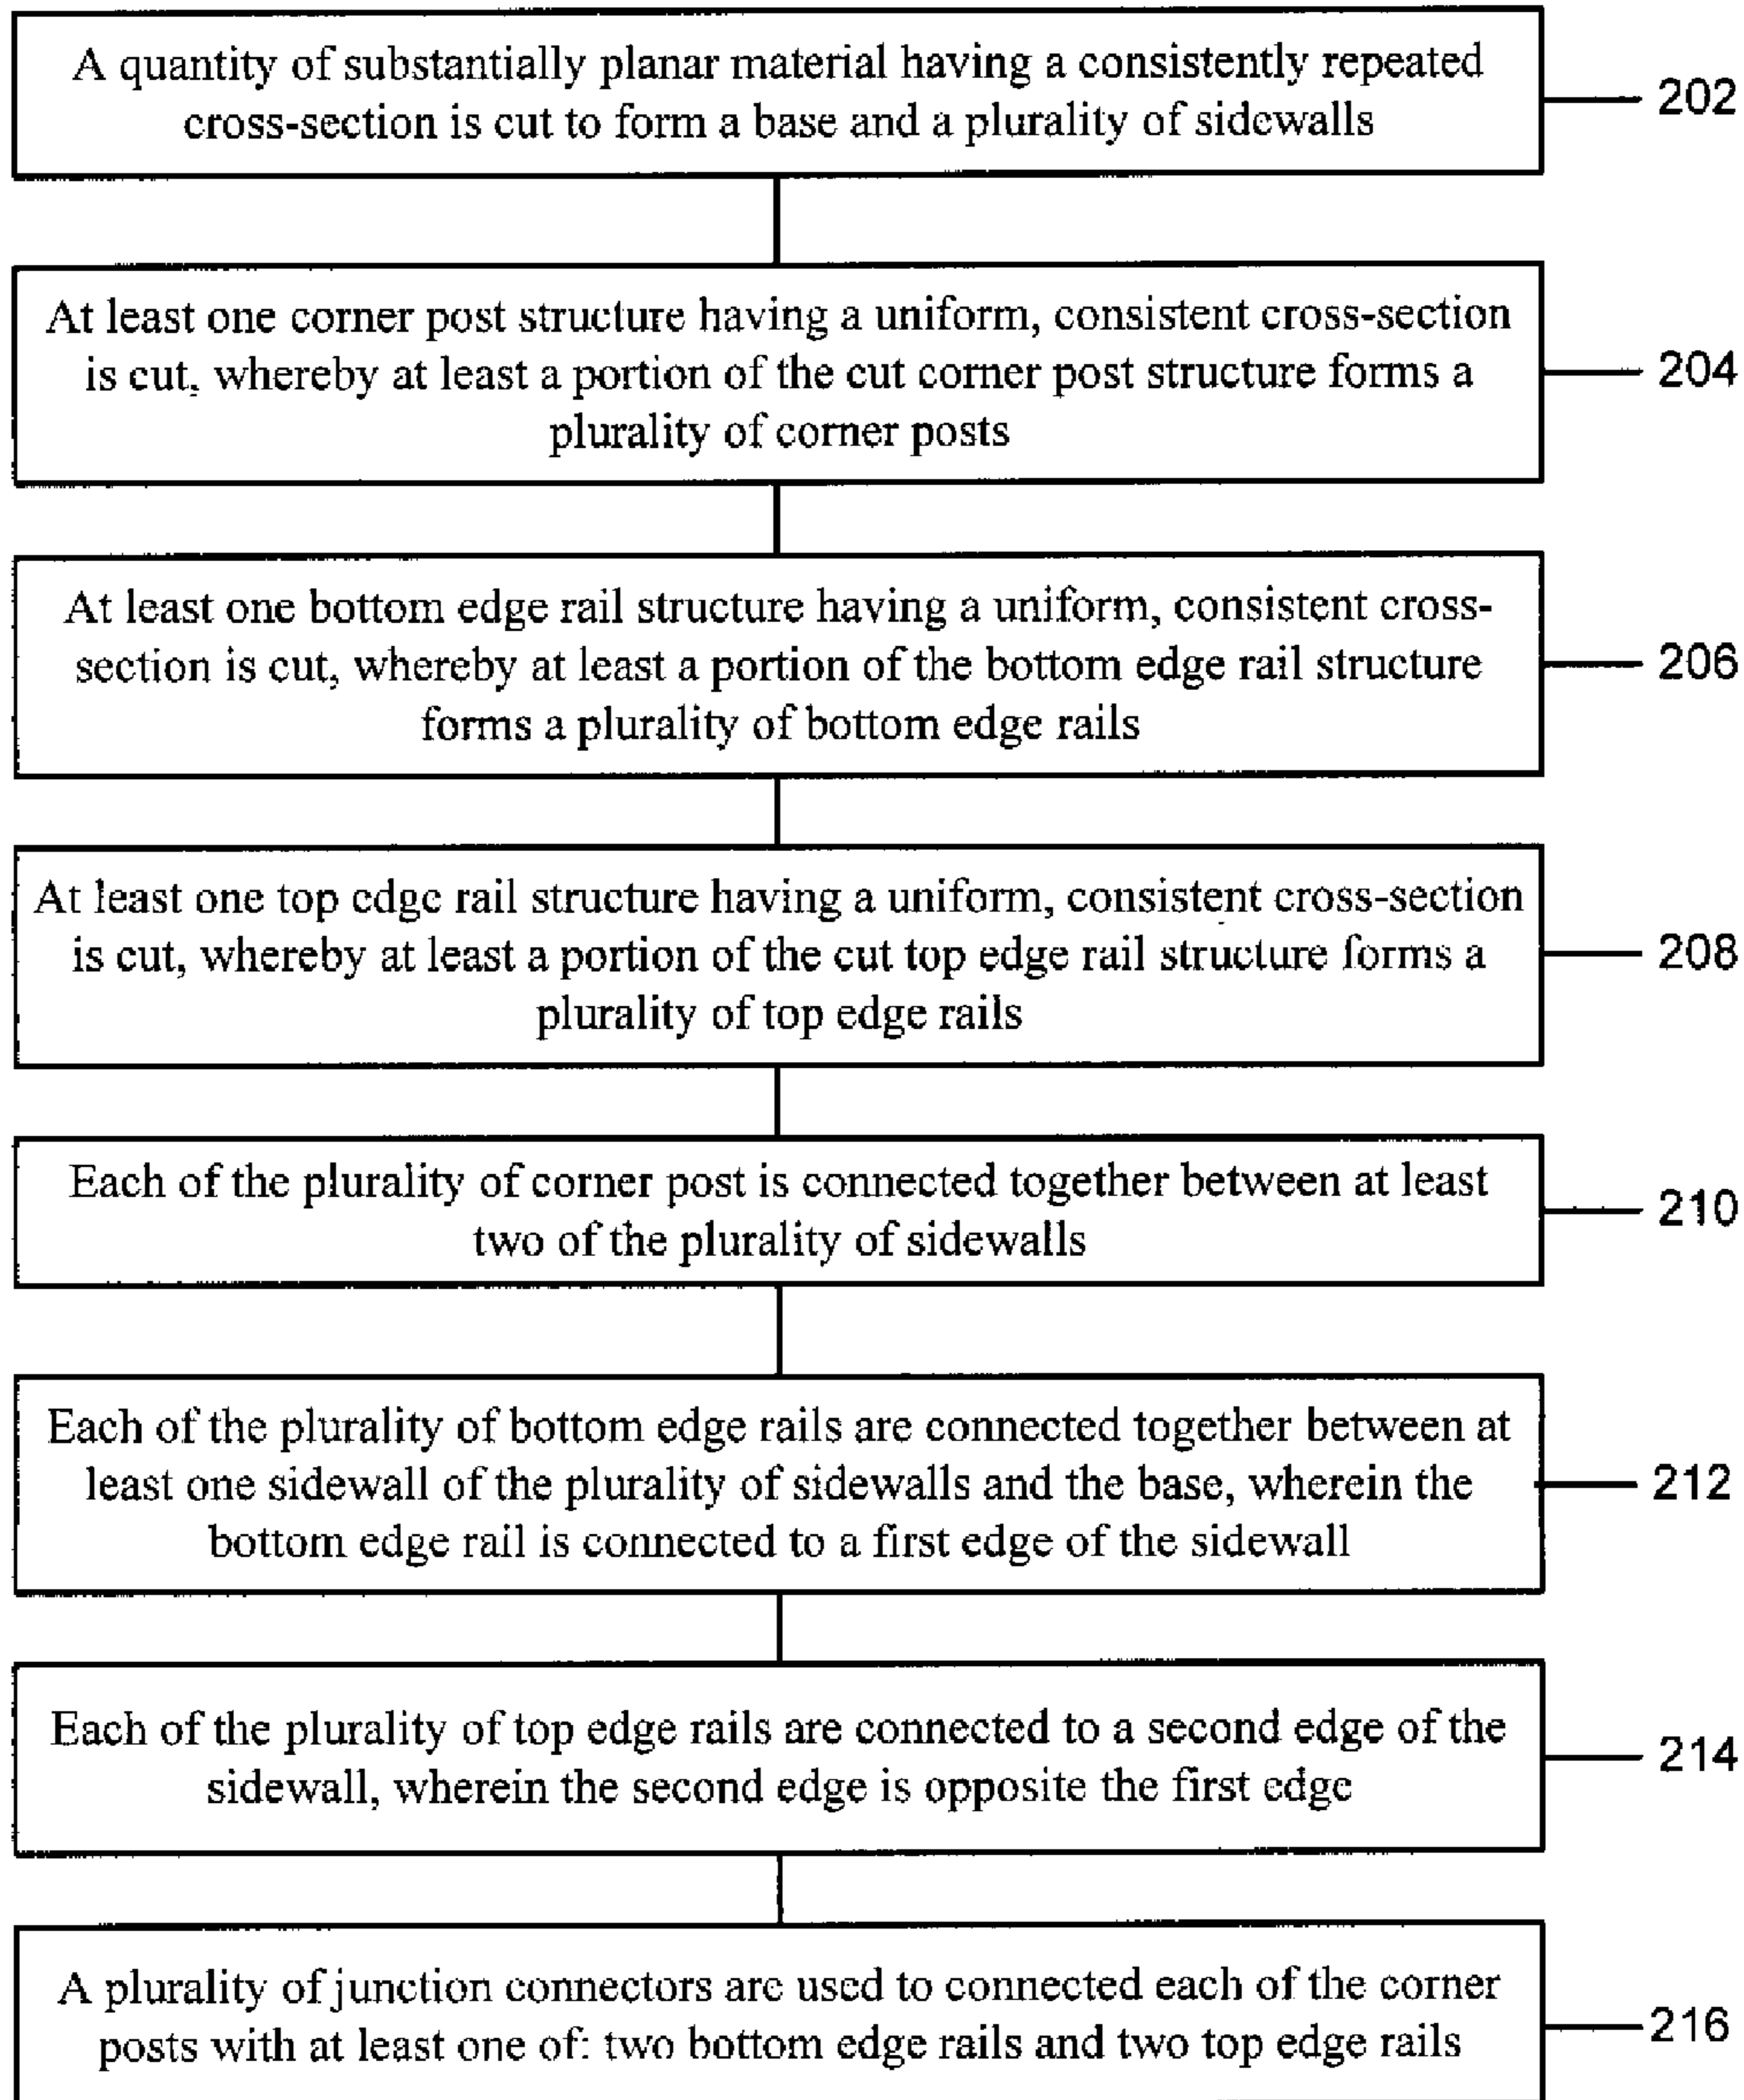 A quantity of substantially planar material having a consistently repeated
cross-section is cut to form a base and a plurality of sidewalls
202
At least one corner post structure having a uniform, consistent cross-section
is cut, whereby at least a portion of the cut corner post structure forms a
plurality of corner posts
204
At least one bottom edge rail structure having a uniform, consistent cross-
section is cut, whereby at least a portion of the bottom edge rail structure
forms a plurality of bottom edge rails
206
At least one top edge rail structure having a uniform, consistent cross-section
is cut, whereby at least a portion of the cut top edge rail structure forms a
plurality of top edge rails
208
Each of the plurality of corner post is connected together between at least
two of the plurality of sidewalls
210
Each of the plurality of bottom edge rails are connected together between at
least one sidewall of the plurality of sidewalls and the base, wherein the
bottom edge rail is connected to a first edge of the sidewall
212
Each of the plurality of top edge rails are connected to a second edge of the
sidewall, wherein the second edge is opposite the first edge
214
A plurality of junction connectors are used to connected each of the corner
posts with at least one of: two bottom edge rails and two top edge rails
216